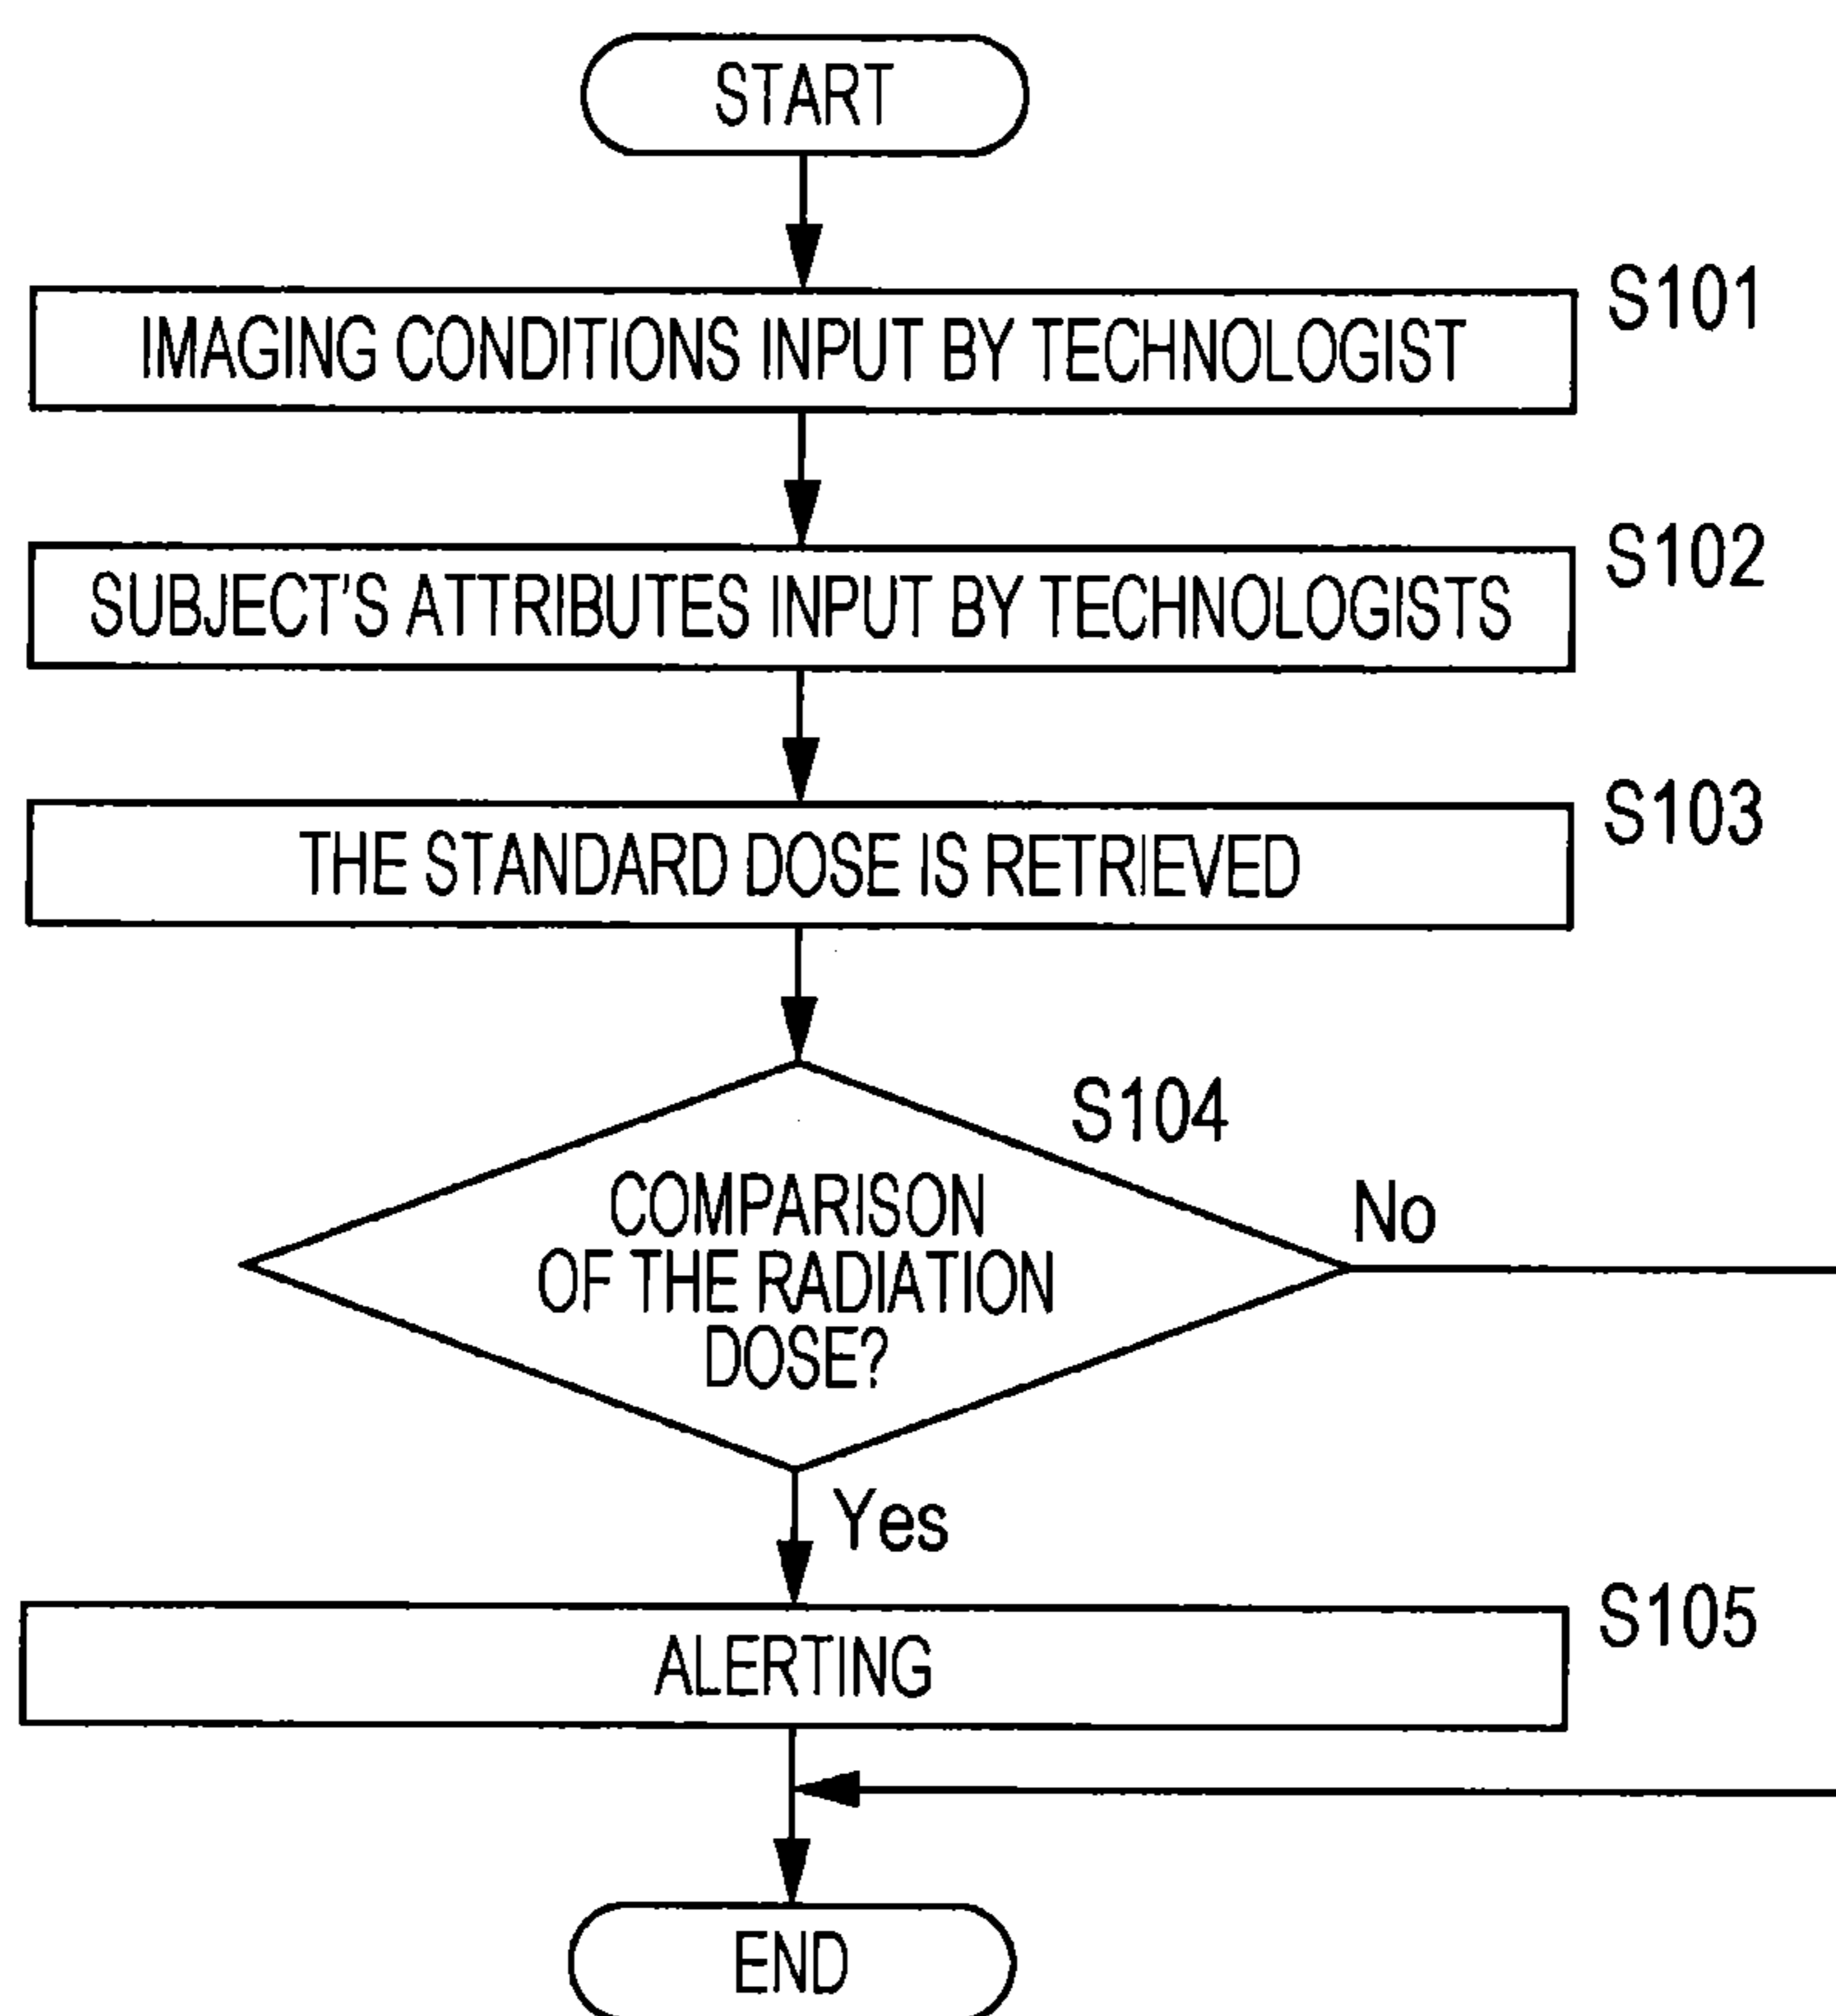 START
S101
IMAGING CONDITIONS INPUT BY TECHNOLOGIST
S102
SUBJECT'S ATTRIBUTES INPUT BY TECHNOLOGISTS
S103
THE STANDARD DOSE IS RETRIEVED
S104
COMPARISON
OF THE RADIATION
DOSE?
No
Yes
S105
ALERTING
END